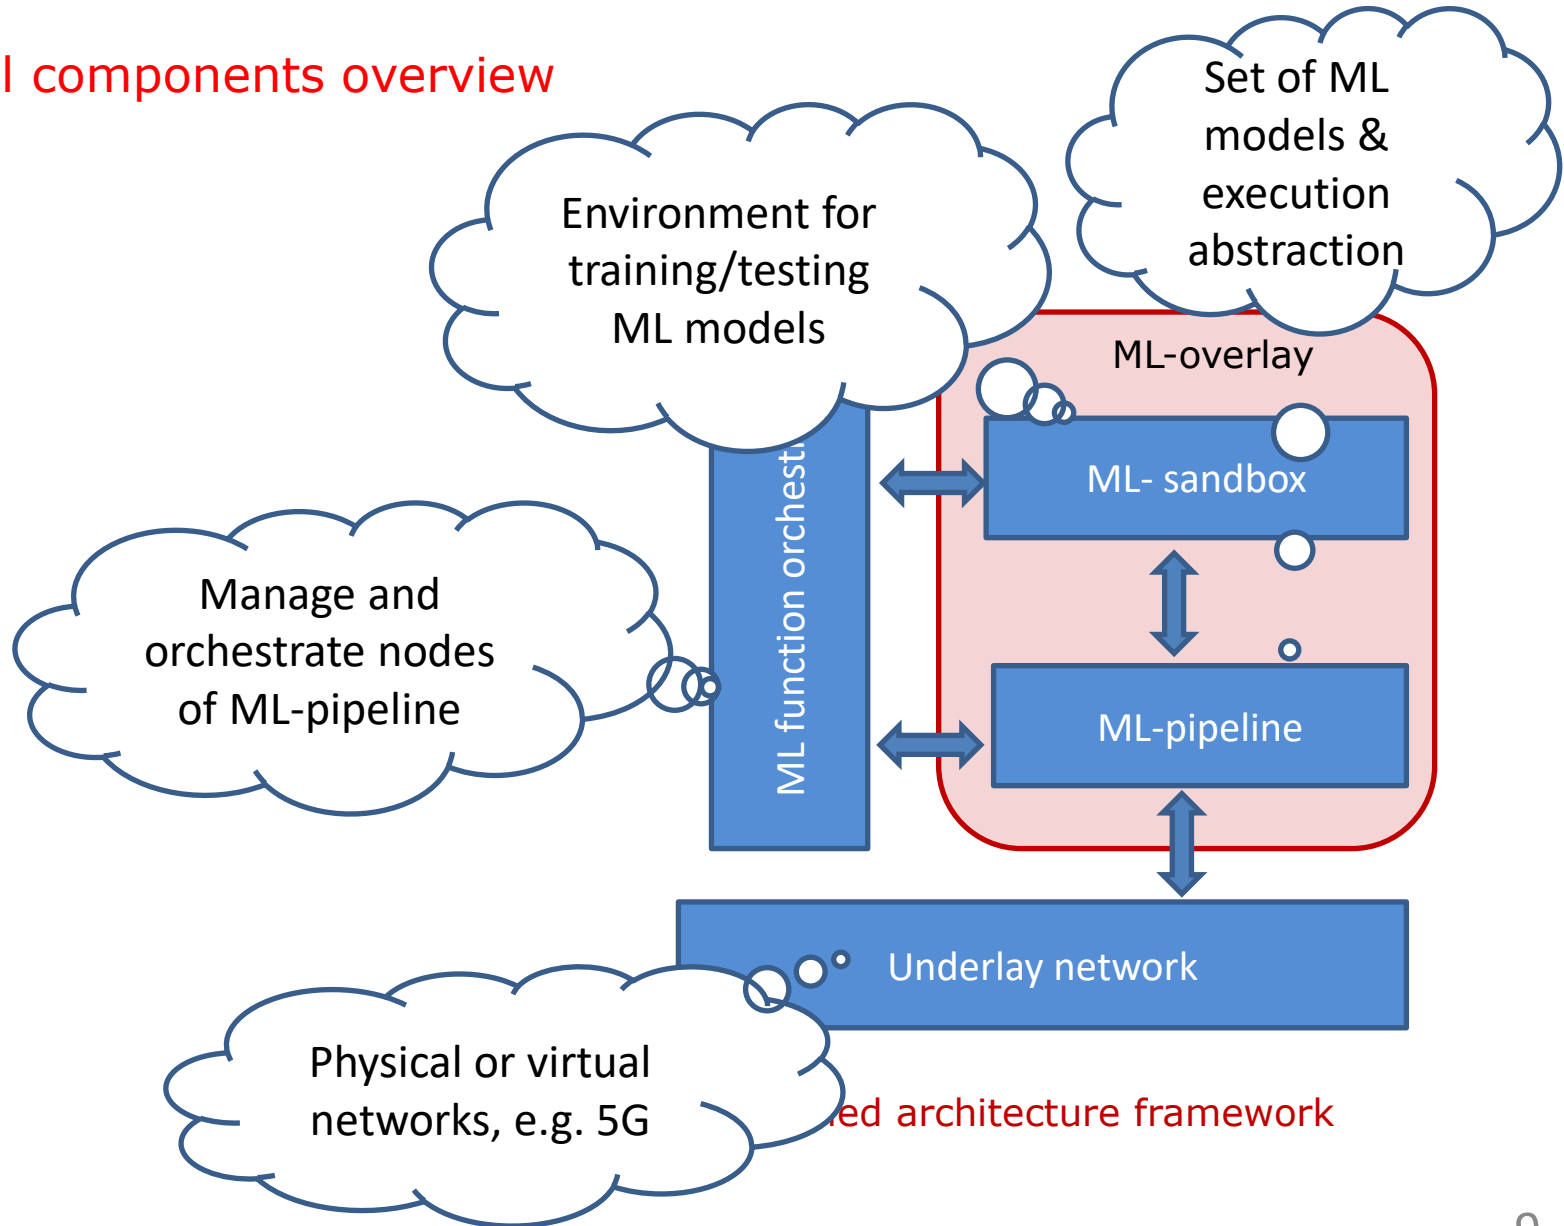 components overview
Set of ML
models &
execution
abstraction
Environment for
training/testing
ML models
ML-overlay
ML- sandbox
ML function
Manage and
orchestrate nodes
of ML-pipeline
ML-pipeline
Underlay network
Physical or virtual
networks, e.g. 5G
architecture framework